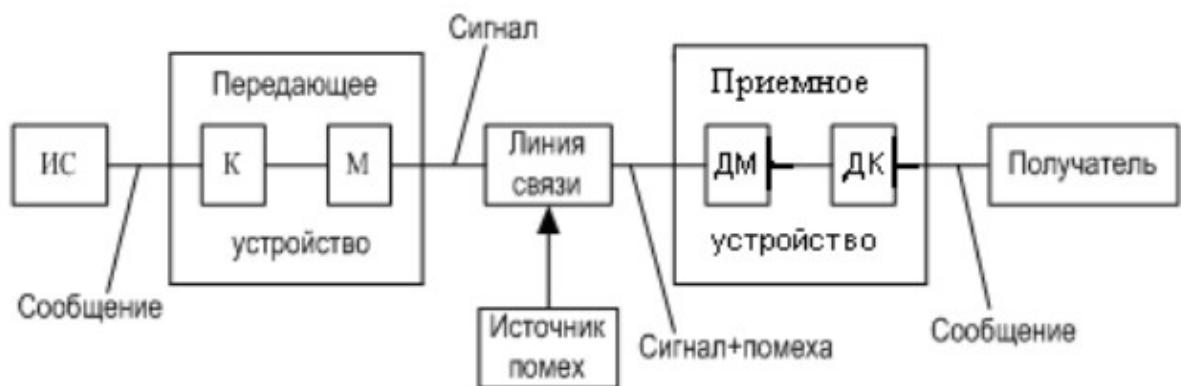 Сигнал
Передающее
Приемное
ИС
К
М
Линия
связи
ДМ
ДК
Получатель
устройство
устройство
Сообщение
Источник
помех
Сигнал+помеха
Сообщение